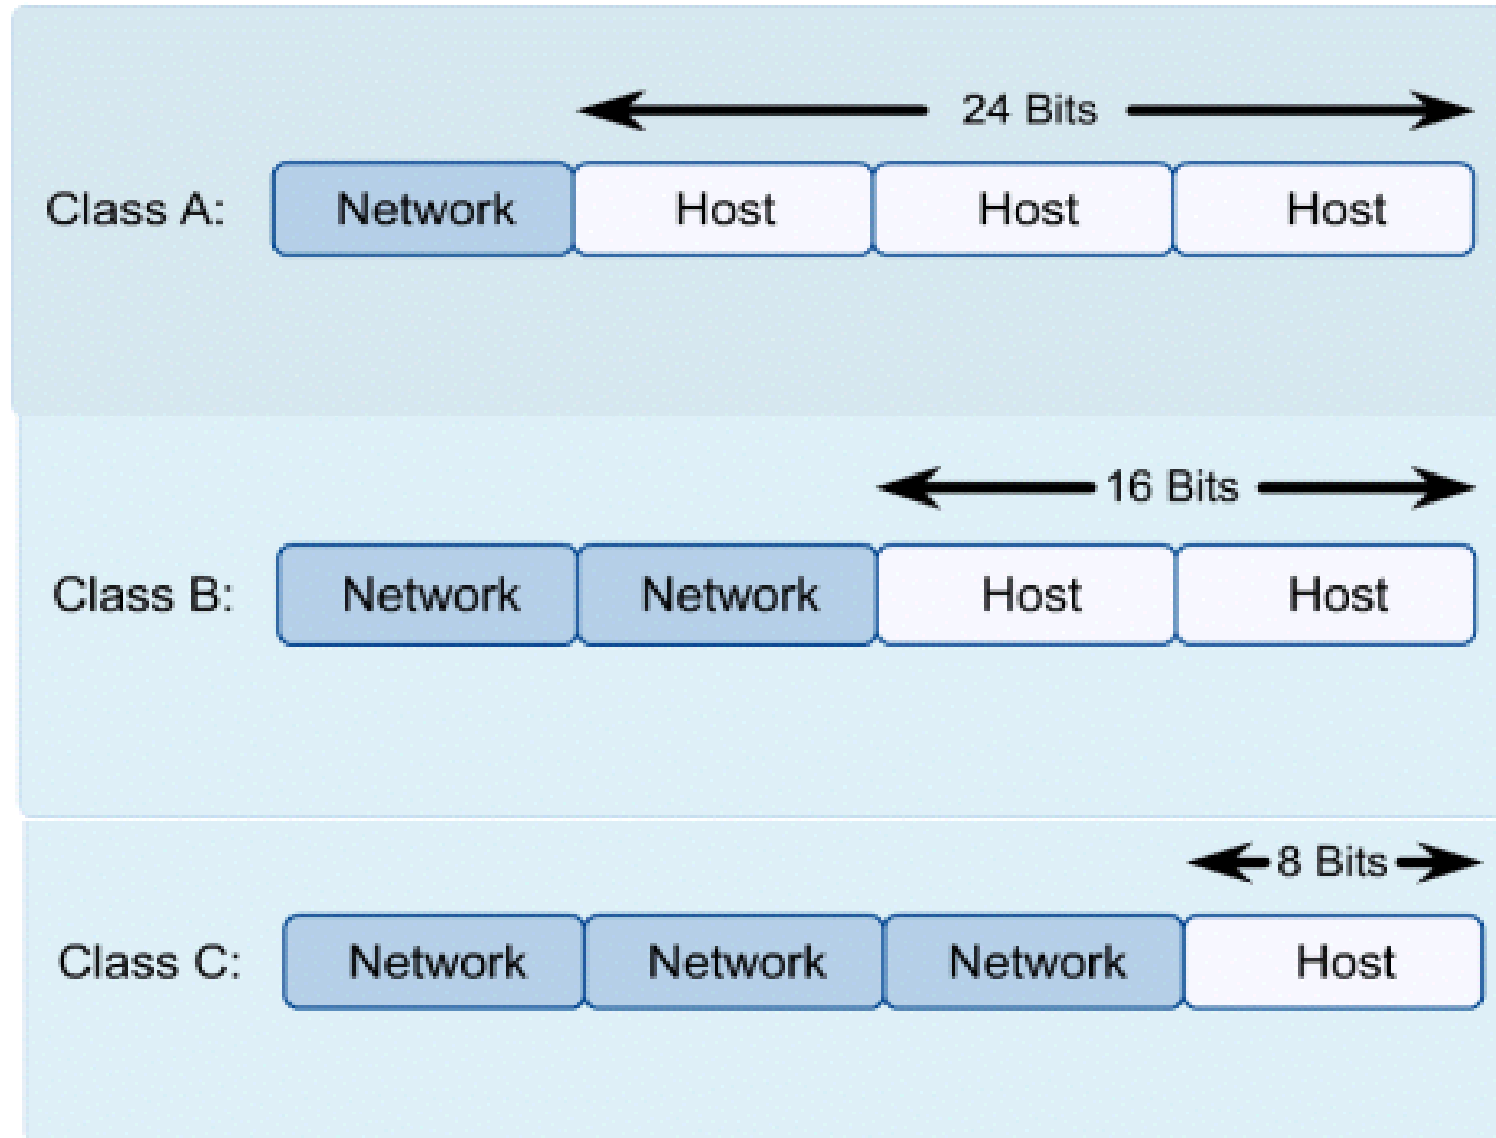 24 Bits
Class A: Network Host Host Host
16 Bits
Class B: Network Network Host Host
8 Bits
Class C: Network Network Network Host